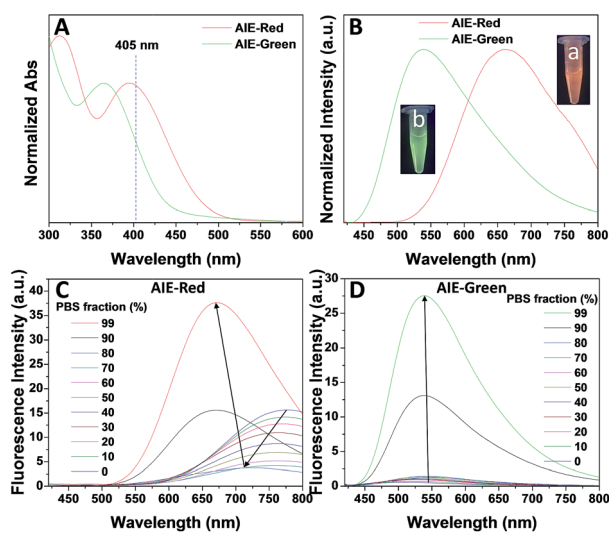 A
AIE-Red
AIE-Green
405 nm
Normalized Abs
300 350 400 450 500 550 600
Wavelength (nm)
B
AIE-Red
AIE-Green
a
b
Normalized Intensity (a.u.)
450 500 550 600 650 700 750 800
Wavelength (nm)
C
AIE-Red
PBS fraction (%)
99
90
80
70
60
50
40
30
20
10
0
Fluorescence Intensity (a.u.)
40
35
30
25
20
15
10
5
0
450 500 550 600 650 700 750 800
Wavelength (nm)
D
AIE-Green
PBS fraction (%)
99
90
80
70
60
50
40
30
20
10
0
Fluorescence Intensity (a.u.)
30
25
20
15
10
5
0
450 500 550 600 650 700 750 800
Wavelength (nm)